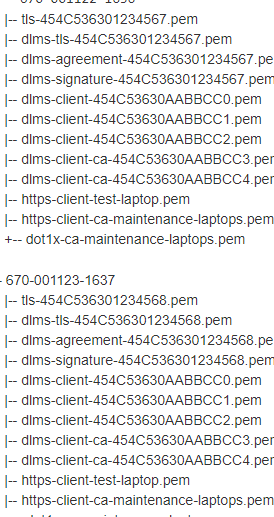 |-- tls-454C536301234567.pem
|-- dlms-tls-454C536301234567.pem
|-- dlms-agreement-454C536301234567.pe
|-- dlms-signature-454C536301234567.pem
|-- dlms-client-454C53630AABBCC0.pem
|-- dlms-client-454C53630AABBCC1.pem
|-- dlms-client-454C53630AABBCC2.pem
|-- dlms-client-ca-454C53630AABBCC3.pem
|-- dlms-client-ca-454C53630AABBCC4.pem
|-- https-client-test-laptop.pem
|-- https-client-ca-maintenance-laptops.pem
+-- dot1x-ca-maintenance-laptops.pem
- 670-001123-1637
|-- tls-454C536301234568.pem
|-- dlms-tls-454C536301234568.pem
|-- dlms-agreement-454C536301234568.pe
|-- dlms-signature-454C536301234568.pem
|-- dlms-client-454C53630AABBCC0.pem
|-- dlms-client-454C53630AABBCC1.pem
|-- dlms-client-454C53630AABBCC2.pem
|-- dlms-client-ca-454C53630AABBCC3.pem
|-- dlms-client-ca-454C53630AABBCC4.pem
|-- https-client-test-laptop.pem
|-- https-client-ca-maintenance-laptops.pem